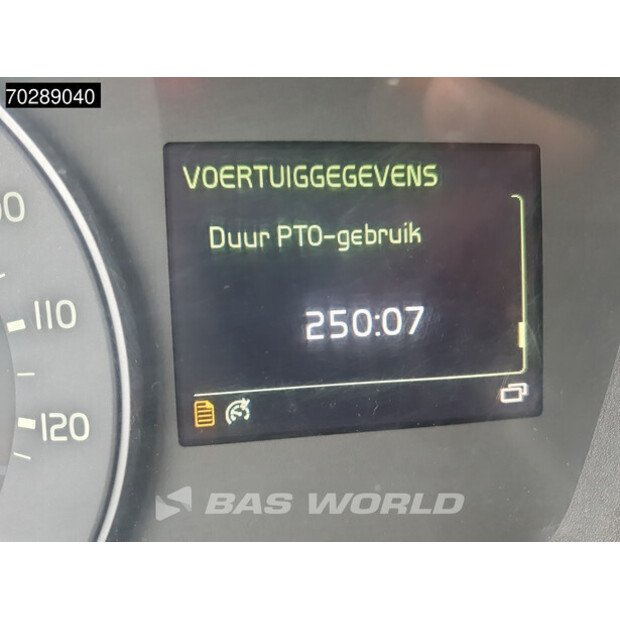 70289040
VOERTUIGGEGEVENS
Duur PTO-gebruik
250:07
110
120
BAS WORLD